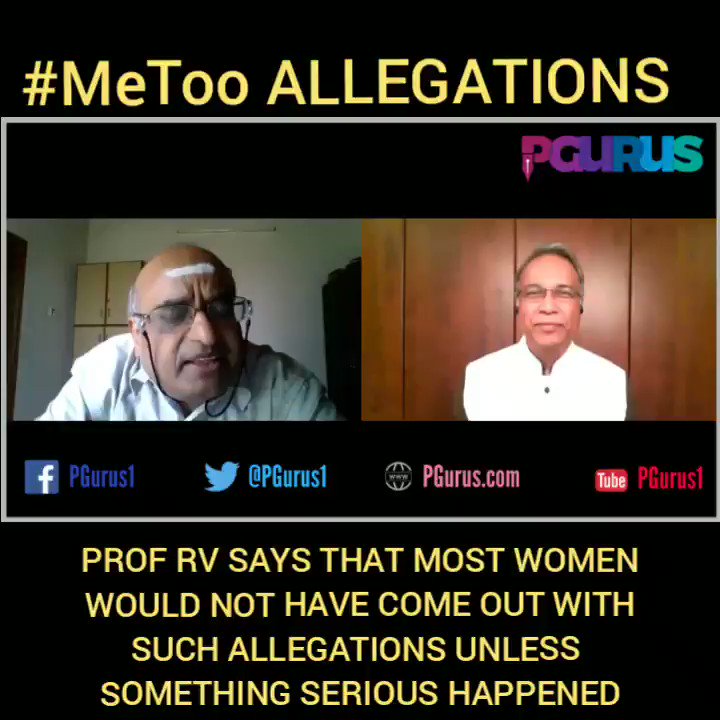 #MeToo ALLEGATIONS
PGURUS
f PGurus1
@PGurus1
www PGurus.com
Tube PGurus1
PROF RV SAYS THAT MOST WOMEN
WOULD NOT HAVE COME OUT WITH
SUCH ALLEGATIONS UNLESS
SOMETHING SERIOUS HAPPENED